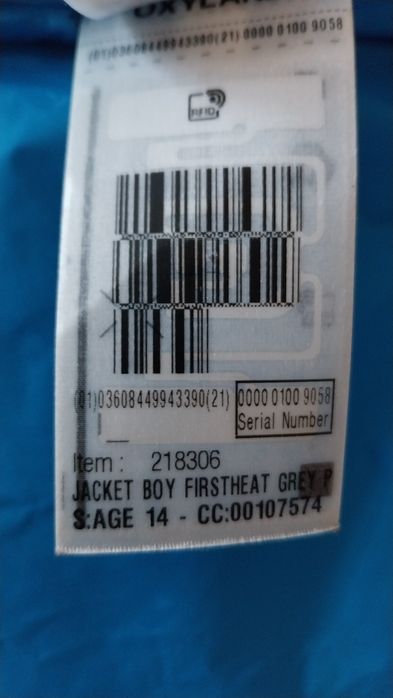 (01)03608449943390(21) 0000 0100 9058
RFID
(01)03608449943390(21)
0000 0100 9058
Serial Number
Item : 218306
JACKET BOY FIRSTHEAT GREY P
S:AGE 14 - CC:00107574